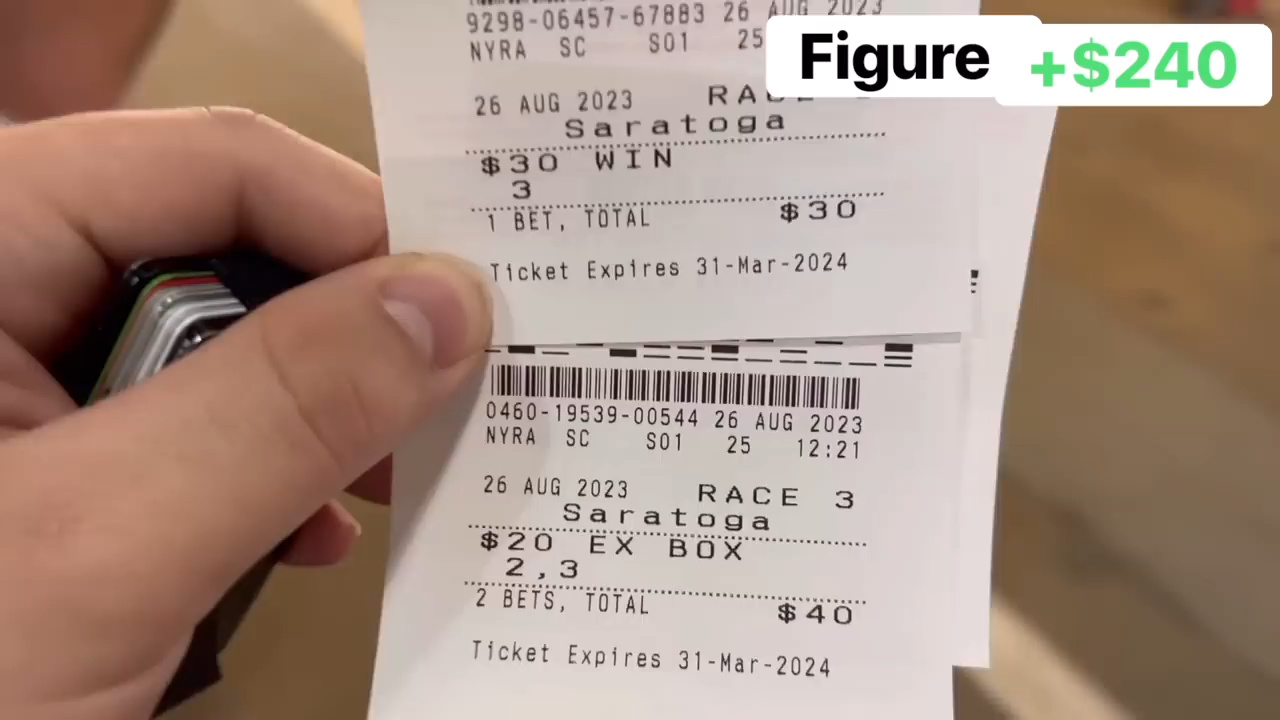 9298-06457-67883 26 AUG 2023
NYRA SC S01 25
Figure +$240
26 AUG 2023
Saratoga
$30 WIN
3
1 BET, TOTAL $30
Ticket Expires 31-Mar-2024
0460-19539-00544 26 AUG 2023
NYRA SC S01 25 12:21
26 AUG 2023 RACE 3
Saratoga
$20 EX BOX
2,3
2 BETS, TOTAL $40
Ticket Expires 31-Mar-2024